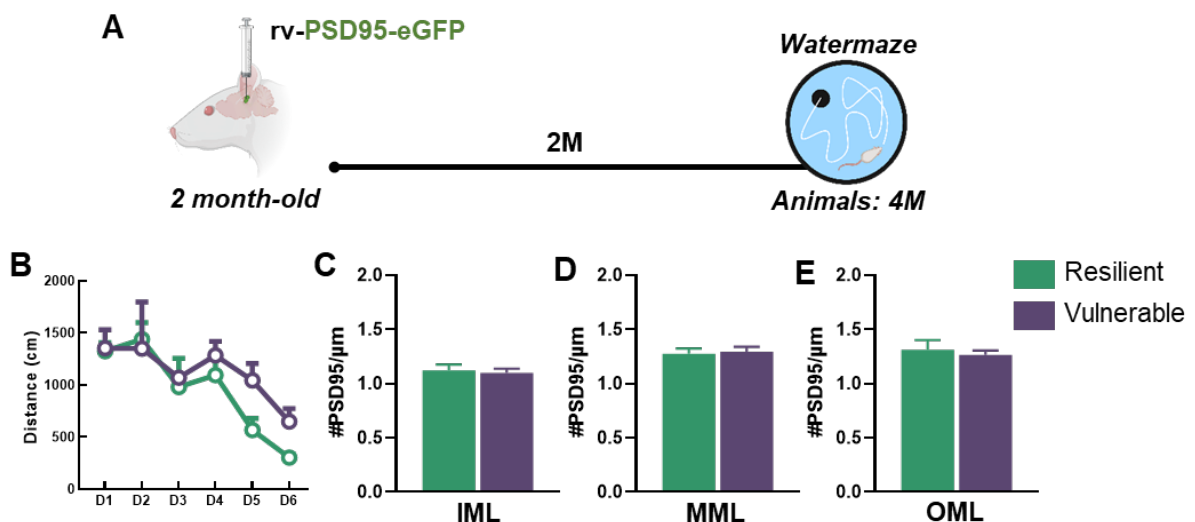 A
rv-PSD95-eGFP
2 month-old
2M
Watermaze
Animals: 4M
B
Distance (cm)
2000
1500
1000
500
0
D1 D2 D3 D4 D5 D6
C
#PSD95/µm
2.0
1.5
1.0
0.5
0.0
IML
D
#PSD95/µm
2.0
1.5
1.0
0.5
0.0
MML
E
#PSD95/µm
2.0
1.5
1.0
0.5
0.0
OML
Resilient
Vulnerable